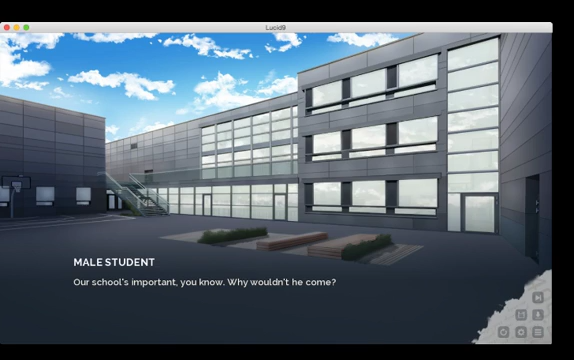 Lucid9
MALE STUDENT
Our school's important, you know. Why wouldn't he come?